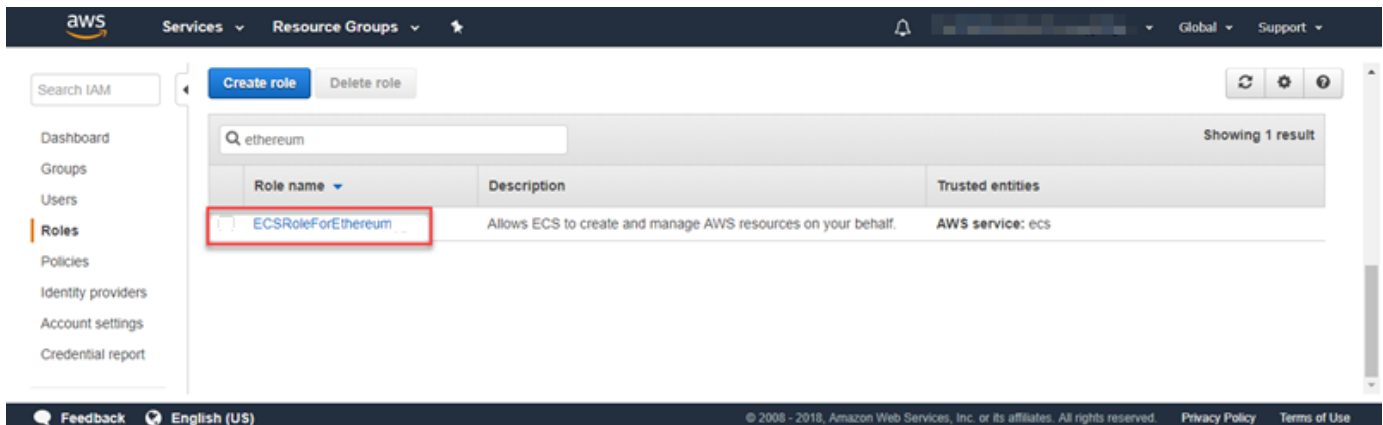 aws Services Resource Groups Global Support
Search IAM
Create role Delete role
Dashboard
Groups
Users
Roles
Policies
Identity providers
Account settings
Credential report
ethereum Showing 1 result
Role name Description Trusted entities
ECSRoleForEthereum Allows ECS to create and manage AWS resources on your behalf. AWS service: ecs
Feedback English (US) © 2008 - 2018, Amazon Web Services, Inc. or its affiliates. All rights reserved. Privacy Policy Terms of Use